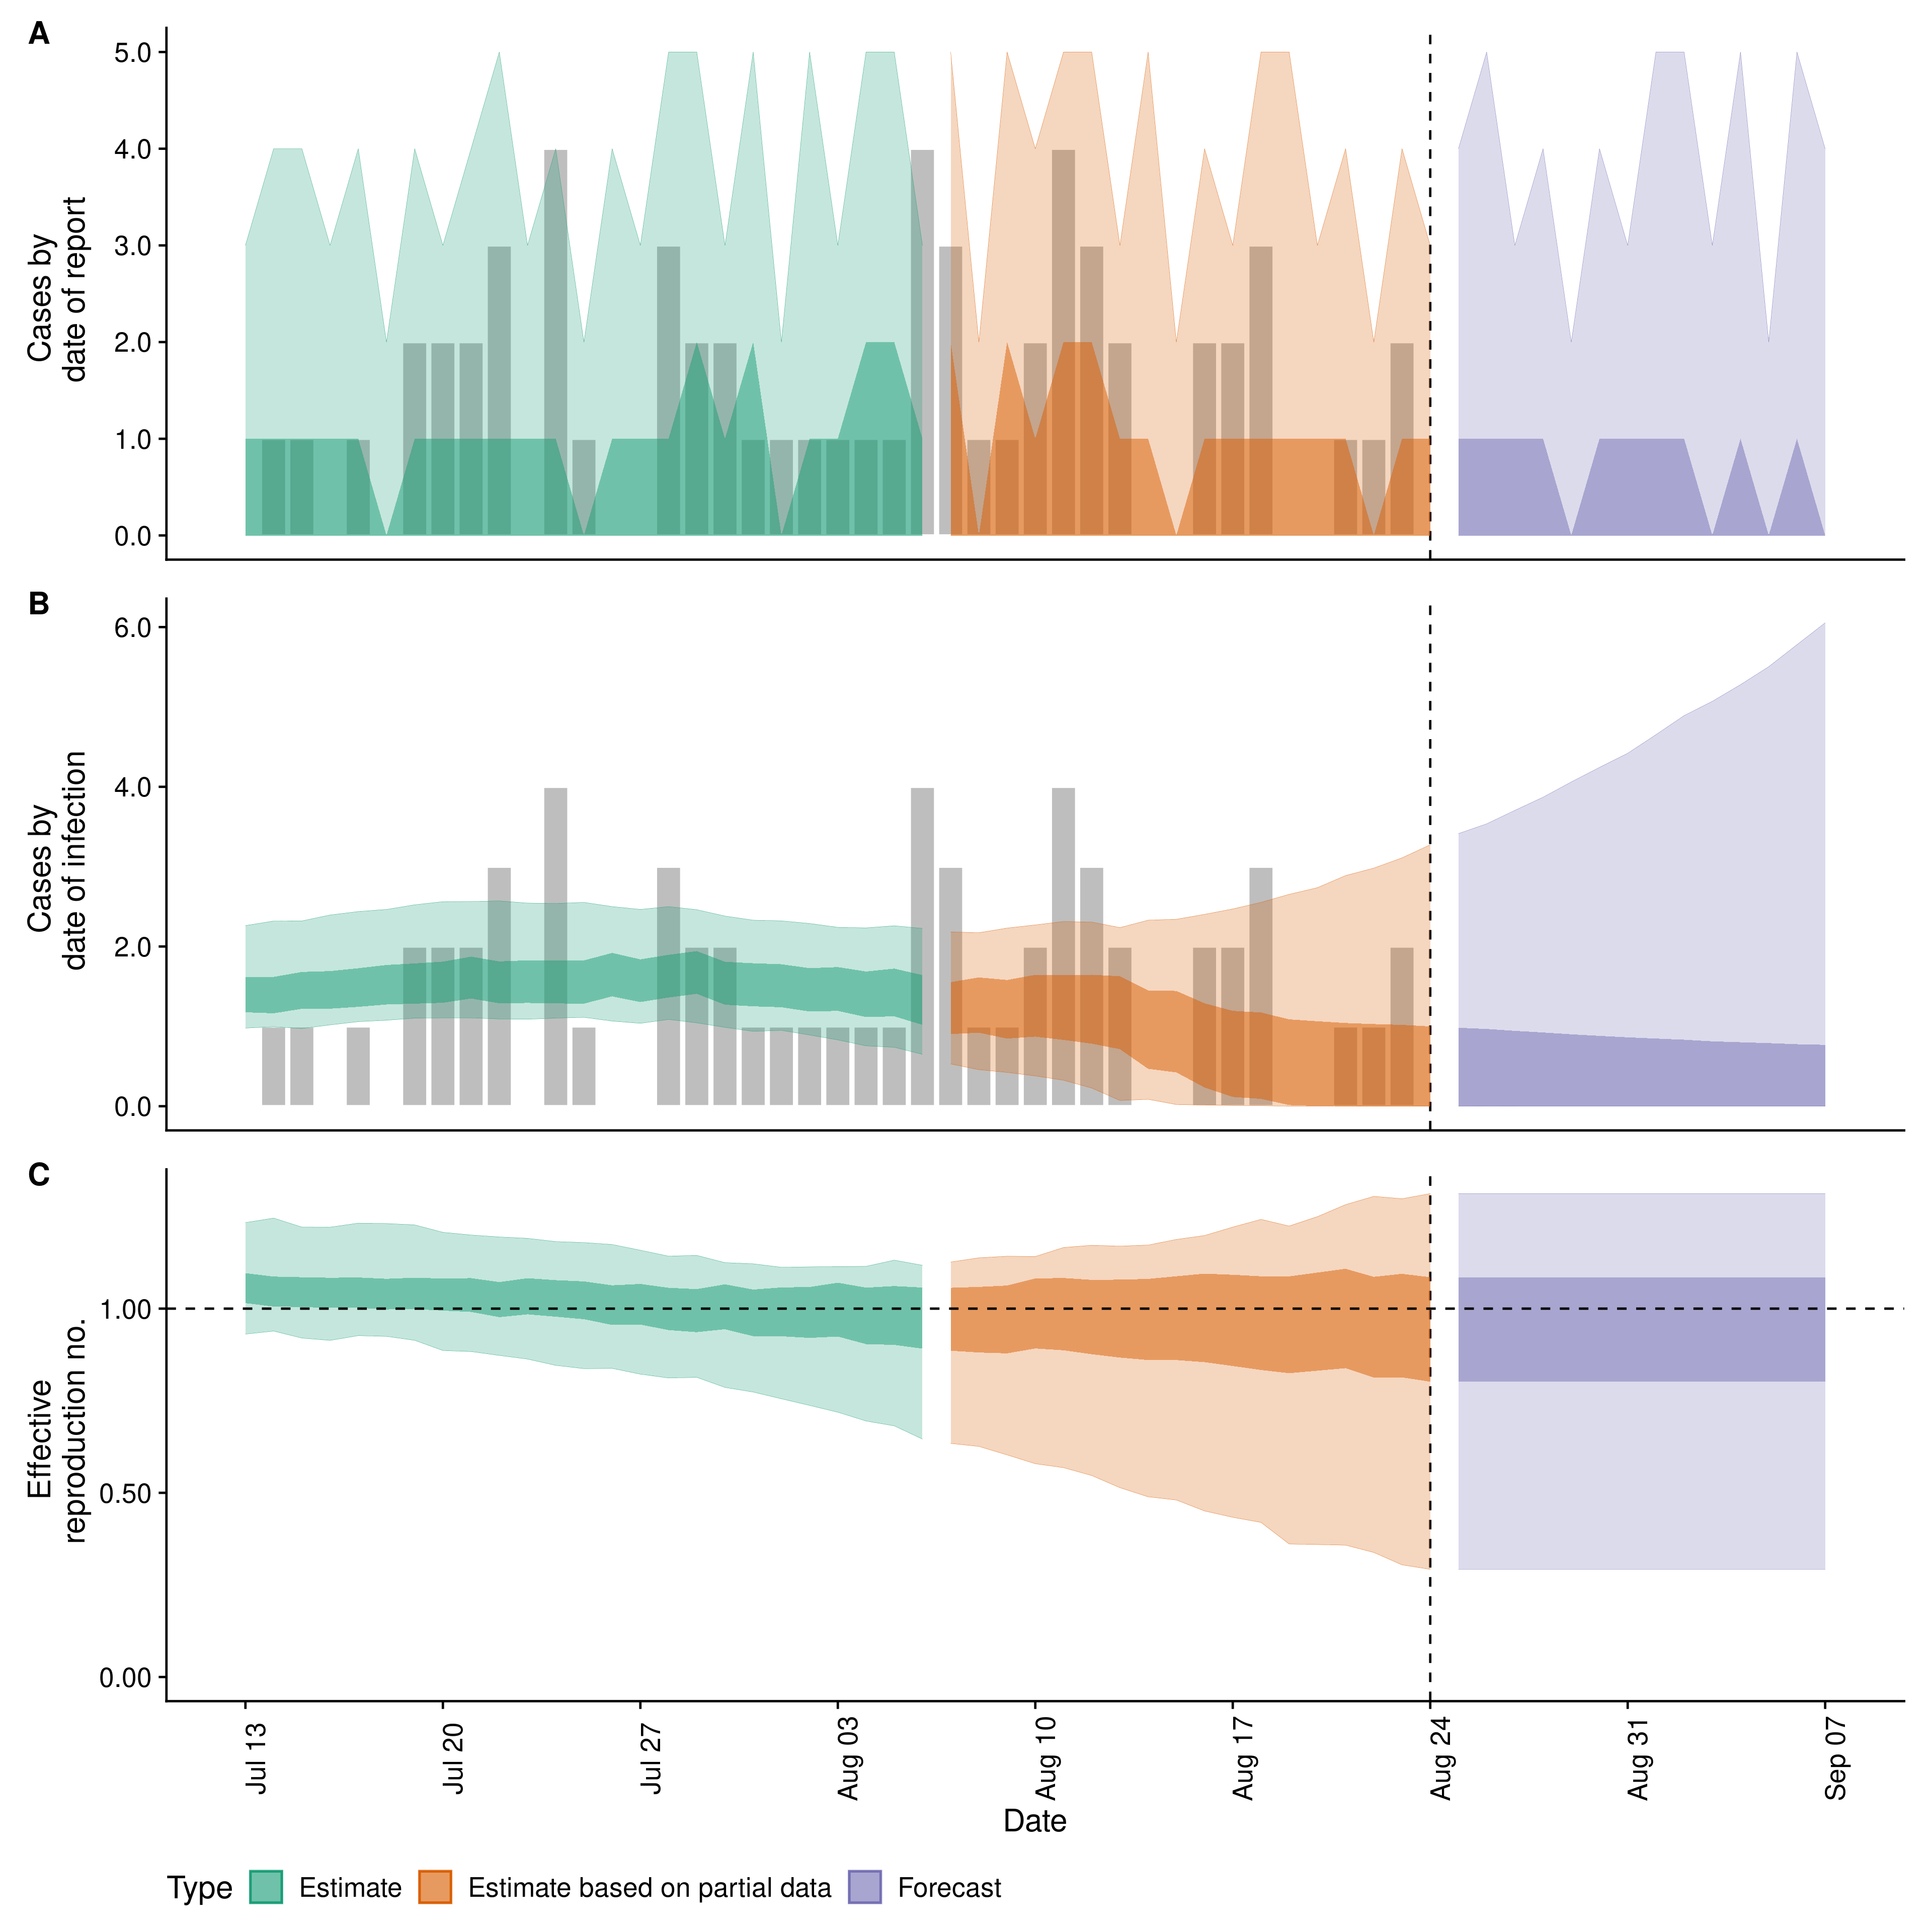 A
Cases by
date of report
5.0
4.0
3.0
2.0
1.0
0.0
B
Cases by
date of infection
6.0
4.0
2.0
0.0
C
Effective
reproduction no.
1.00
0.50
0.00
Jul 13
Jul 20
Jul 27
Aug 03
Aug 10
Aug 17
Aug 24
Aug 31
Sep 07
Date
Type Estimate Estimate based on partial data Forecast